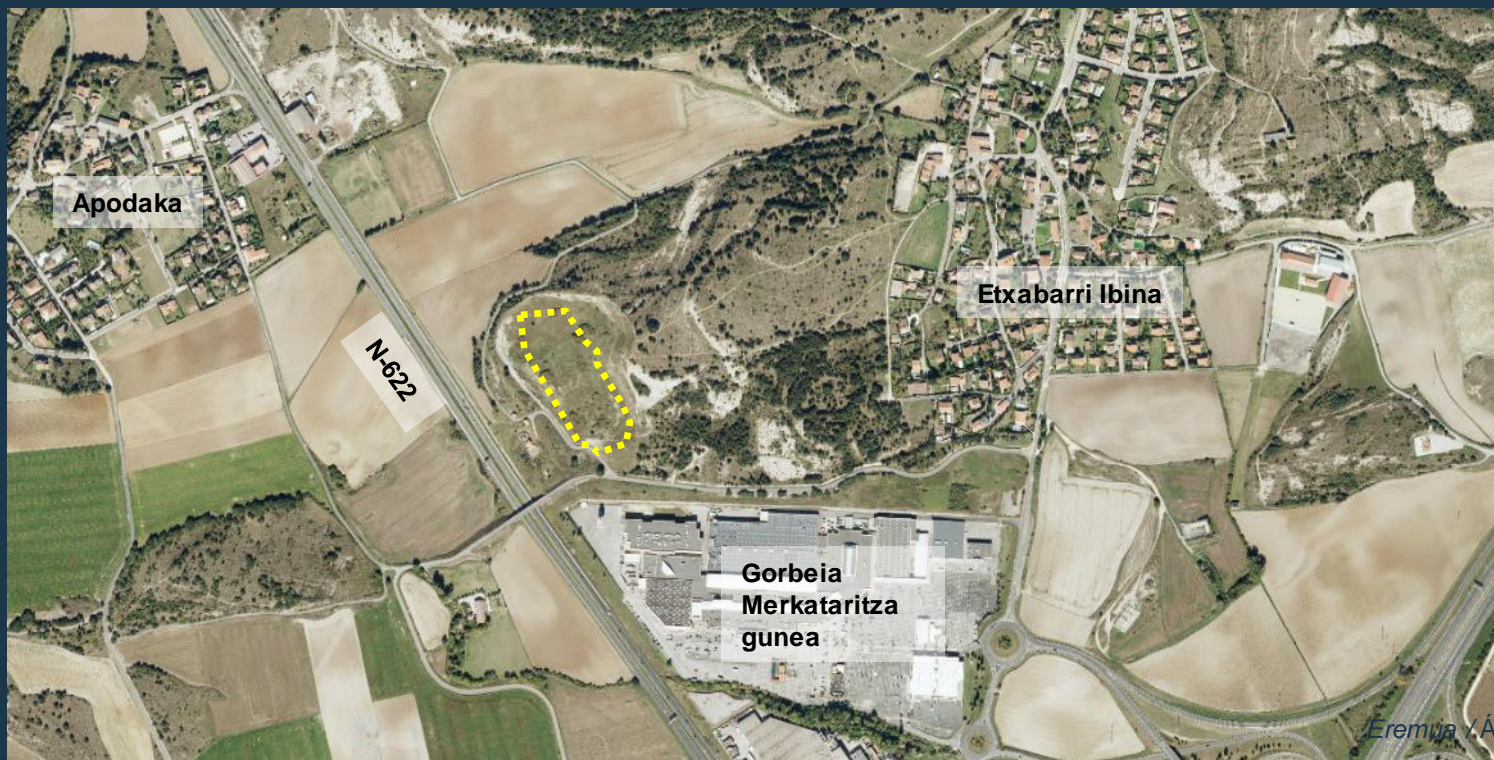 Apodaka
Etxabarri Ibina
N-622
Gorbeia
Merkataritza
gunea
Eremua / Á